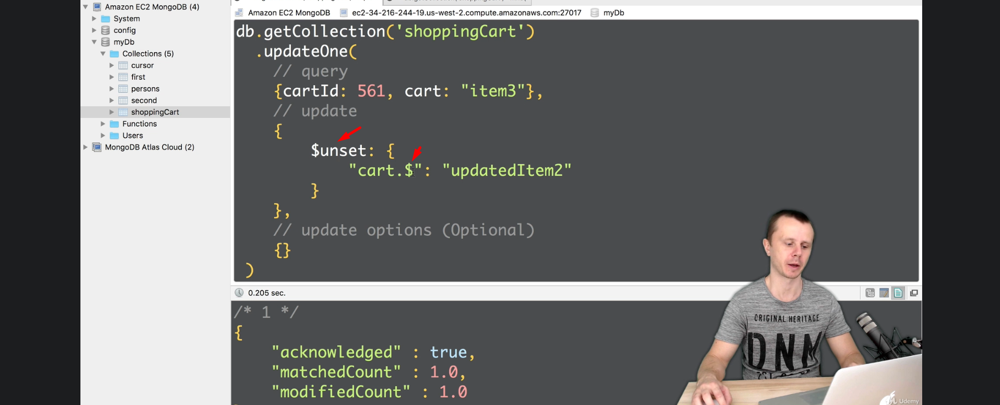 Amazon EC2 MongoDB (4)
System
config
myDb
Collections (5)
cursor
first
persons
second
shoppingCart
Functions
Users
MongoDB Atlas Cloud (2)
Amazon EC2 MongoDB ec2-34-216-244-19.us-west-2.compute.amazonaws.com:27017 myDb
db.getCollection('shoppingCart')
.updateOne(
// query
{cartId: 561, cart: "item3"},
// update
{
$unset: {
"cart.$": "updatedItem2"
}
},
// update options (Optional)
{}
)
0.205 sec.
/* 1 */
{
"acknowledged" : true,
"matchedCount" : 1.0,
"modifiedCount" : 1.0
ORIGINAL HERITAGE
DNM
Udemy